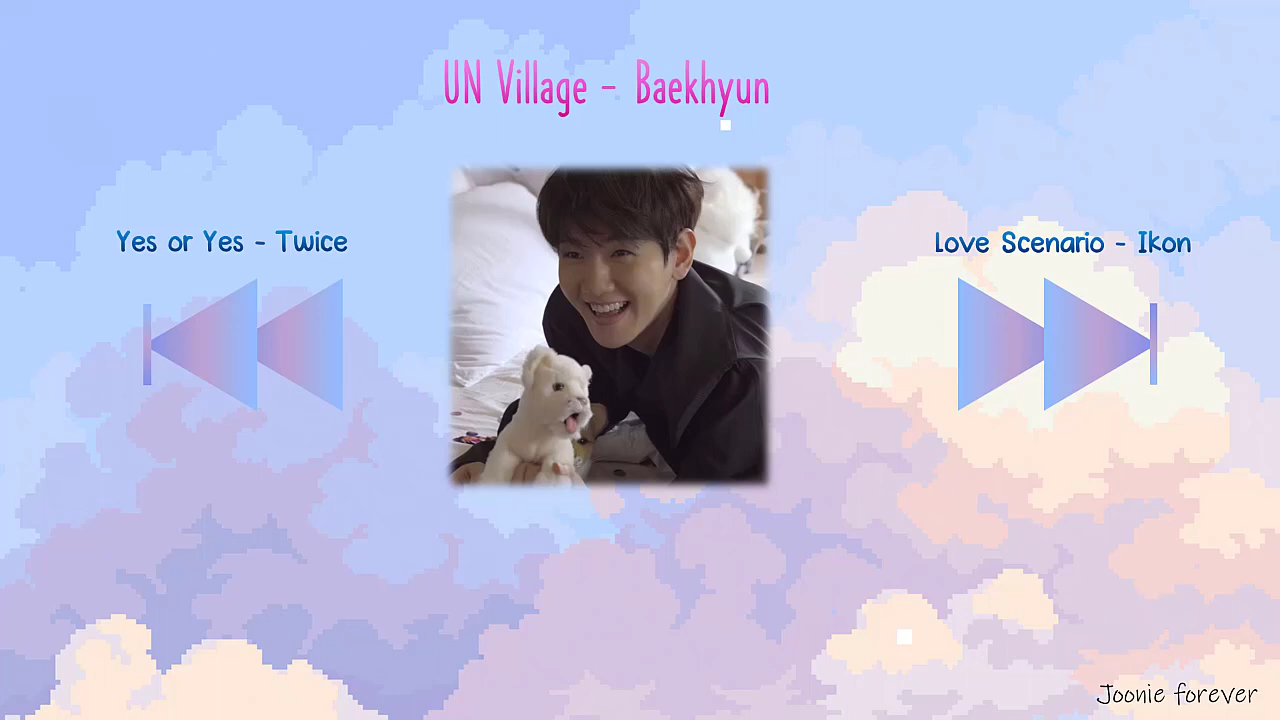 UN Village - Baekhyun
Yes or Yes - Twice
Love Scenario - Ikon
Joonie forever